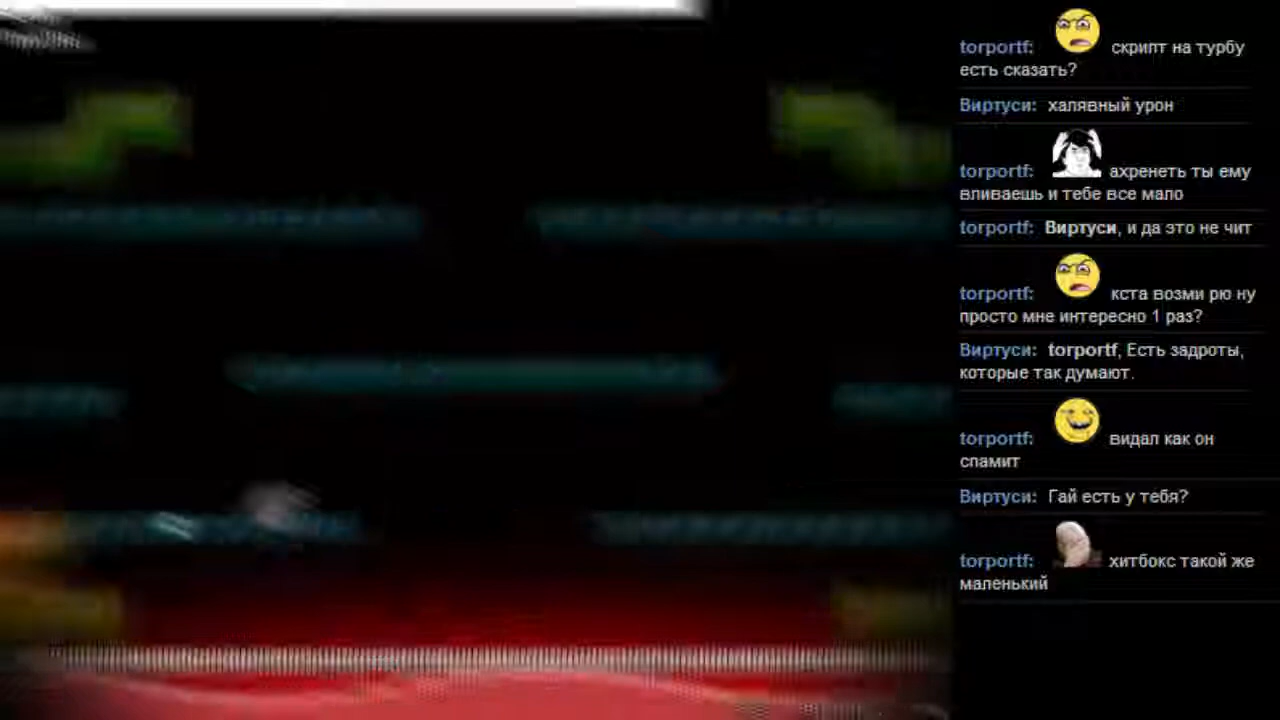 torportf: скрипт на турбу
есть сказать?
Виртуси: халявный урон
torportf: ахренеть ты ему
вливаешь и тебе все мало
torportf: Виртуси, и да это не чит
torportf: кста возми рю ну
просто мне интересно 1 раз?
Виртуси: torportf, Есть задроты,
которые так думают.
torportf: видал как он
спамит
Виртуси: Гай есть у тебя?
torportf: хитбокс такой же
маленький